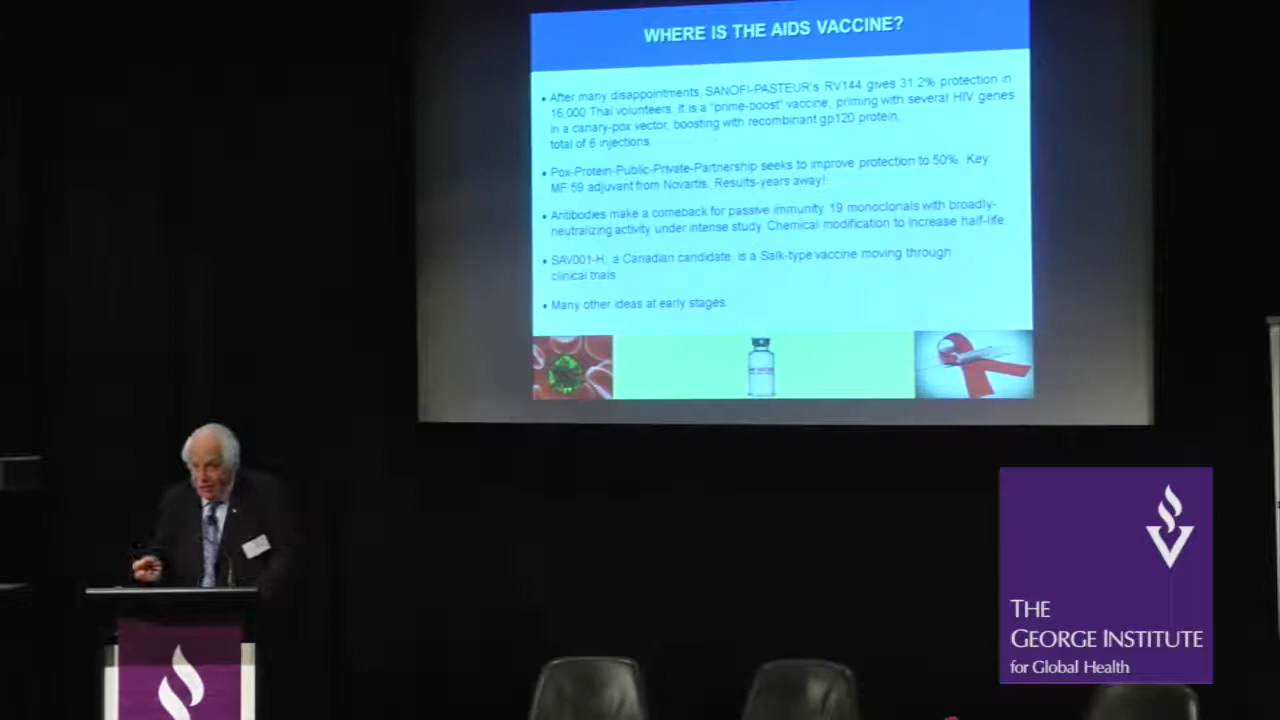 WHERE IS THE AIDS VACCINE?
• After many disappointments, SANOFI-PASTEUR's RV144 gives 31.2% protection in
16,000 Thai volunteers. It is a "prime-boost" vaccine, priming with several HIV genes
in a canary-pox vector, boosting with recombinant gp120 protein,
total of 6 injections.
• Pox-Protein-Public-Private-Partnership seeks to improve protection to 50%. Key:
MF 59 adjuvant from Novartis. Results-years away!
• Antibodies make a comeback for passive immunity. 19 monoclonals with broadly-
neutralizing activity under intense study. Chemical modification to increase half-life.
• SAV001-H, a Canadian candidate, is a Salk-type vaccine moving through
clinical trials
• Many other ideas at early stages
THE
GEORGE INSTITUTE
for Global Health